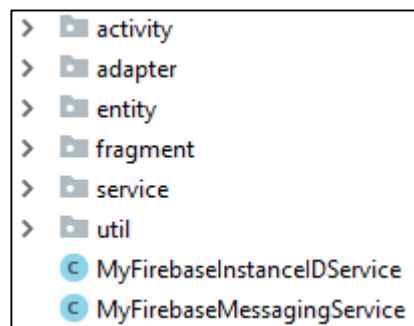 activity
adapter
entity
fragment
service
util
C MyFirebaseInstanceIDService
C MyFirebaseMessagingService